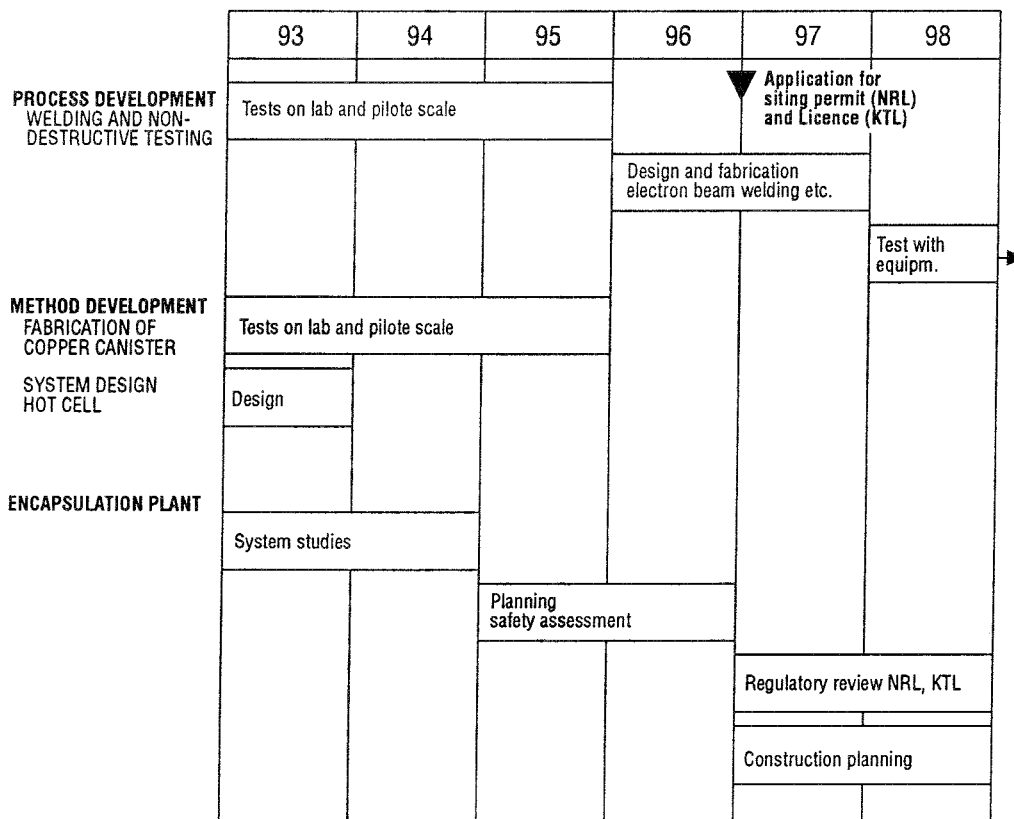 93 94 95 96 97 98
Application for
siting permit (NRL)
and Licence (KTL)
PROCESS DEVELOPMENT
WELDING AND NON-
DESTRUCTIVE TESTING
Tests on lab and pilote scale
Design and fabrication
electron beam welding etc.
Test with
equipm.
METHOD DEVELOPMENT
FABRICATION OF
COPPER CANISTER
Tests on lab and pilote scale
SYSTEM DESIGN
HOT CELL
Design
ENCAPSULATION PLANT
System studies
Planning
safety assessment
Regulatory review NRL, KTL
Construction planning